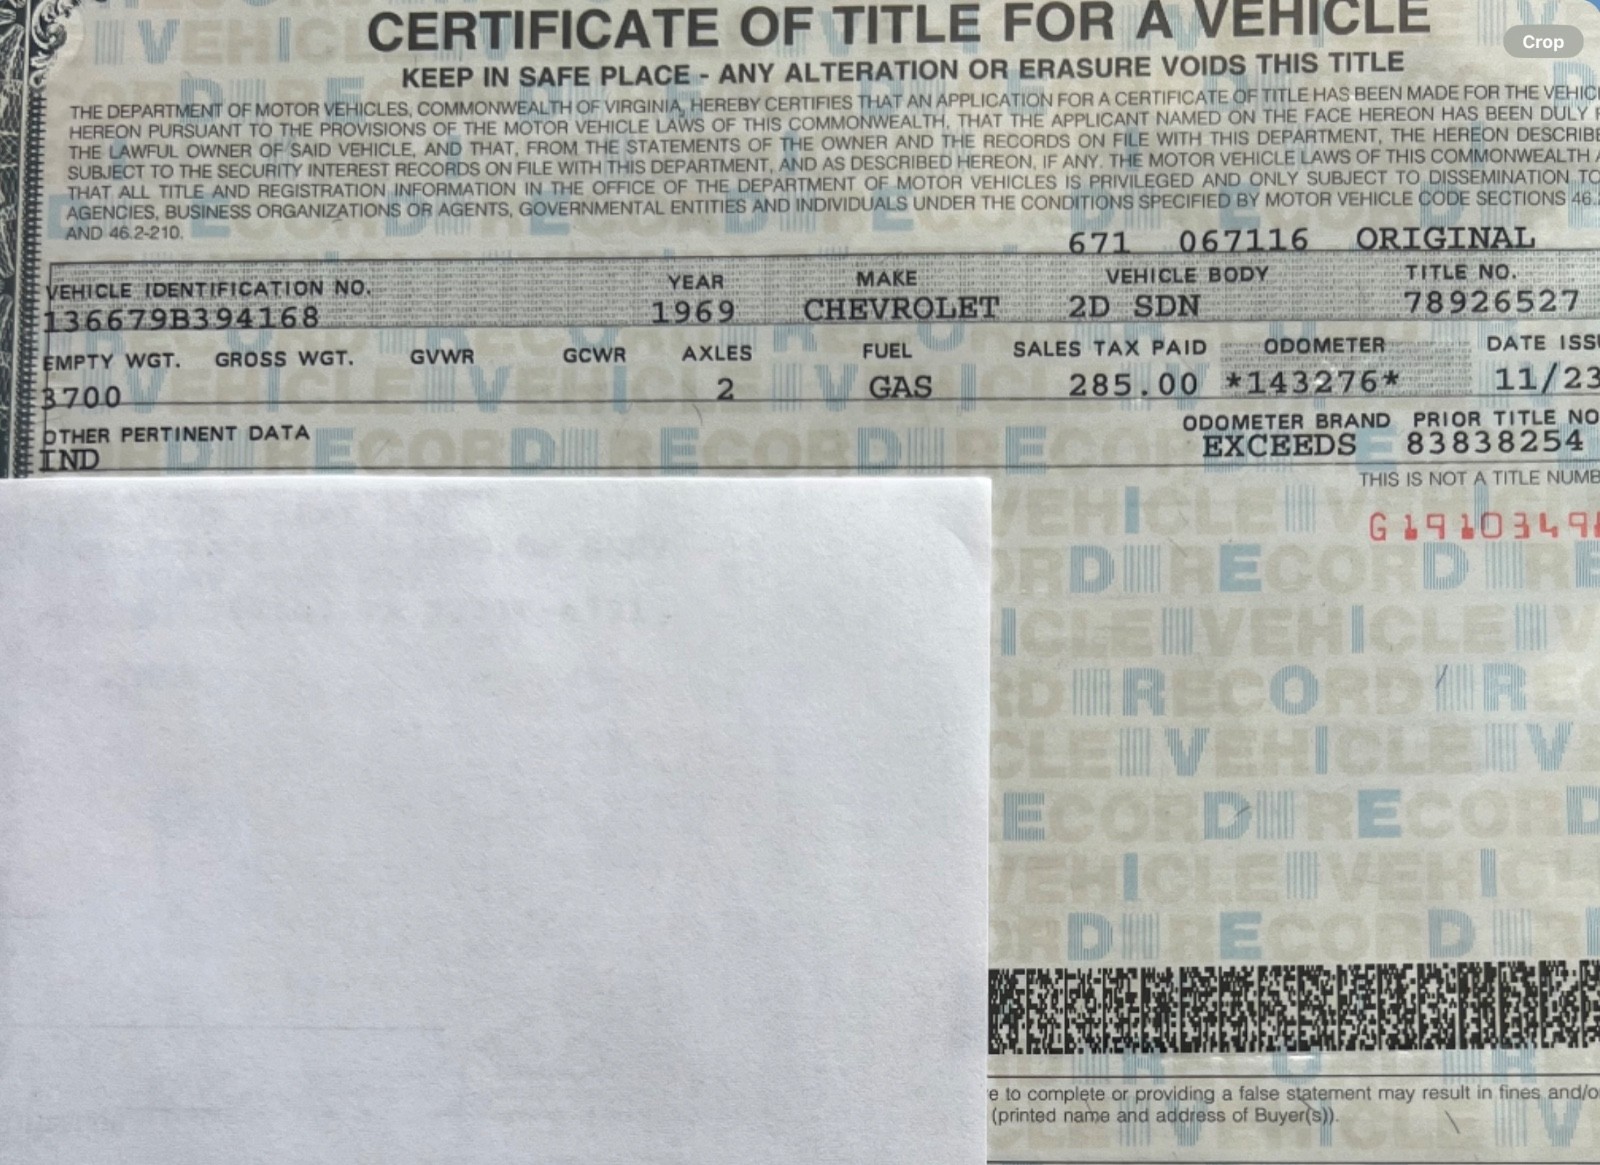 CERTIFICATE OF TITLE FOR A VEHICLE
Crop
KEEP IN SAFE PLACE - ANY ALTERATION OR ERASURE VOIDS THIS TITLE
THE DEPARTMENT OF MOTOR VEHICLES, COMMONWEALTH OF VIRGINIA, HEREBY CERTIFIES THAT AN APPLICATION FOR A CERTIFICATE OF TITLE HAS BEEN MADE FOR THE VEHIC
HEREON PURSUANT TO THE PROVISIONS OF THE MOTOR VEHICLE LAWS OF THIS COMMONWEALTH, THAT THE APPLICANT NAMED ON THE FACE HEREON HAS BEEN DULY
THE LAWFUL OWNER OF SAID VEHICLE, AND THAT, FROM THE STATEMENTS OF THE OWNER AND THE RECORDS ON FILE WITH THIS DEPARTMENT, THE HEREON DESCRIBE
SUBJECT TO THE SECURITY INTEREST RECORDS ON FILE WITH THIS DEPARTMENT, AND AS DESCRIBED HEREON, IF ANY. THE MOTOR VEHICLE LAWS OF THIS COMMONWEALTH
THAT ALL TITLE AND REGISTRATION INFORMATION IN THE OFFICE OF THE DEPARTMENT OF MOTOR VEHICLES IS PRIVILEGED AND ONLY SUBJECT TO DISSEMINATION TO
AGENCIES, BUSINESS ORGANIZATIONS OR AGENTS, GOVERNMENTAL ENTITIES AND INDIVIDUALS UNDER THE CONDITIONS SPECIFIED BY MOTOR VEHICLE CODE SECTIONS 46.
AND 46.2-210.
671 067116 ORIGINAL
VEHICLE IDENTIFICATION NO. YEAR MAKE VEHICLE BODY TITLE NO.
136679B394168 1969 CHEVROLET 2D SDN 78926527
EMPTY WGT. GROSS WGT. GVWR GCWR AXLES FUEL SALES TAX PAID ODOMETER DATE ISSU
3700 2 GAS 285.00 *143276* 11/23
OTHER PERTINENT DATA ODOMETER BRAND PRIOR TITLE NO
IND EXCEEDS 83838254
THIS IS NOT A TITLE NUMB
G1910349
e to complete or providing a false statement may result in fines and/o
(printed name and address of Buyer(s)).